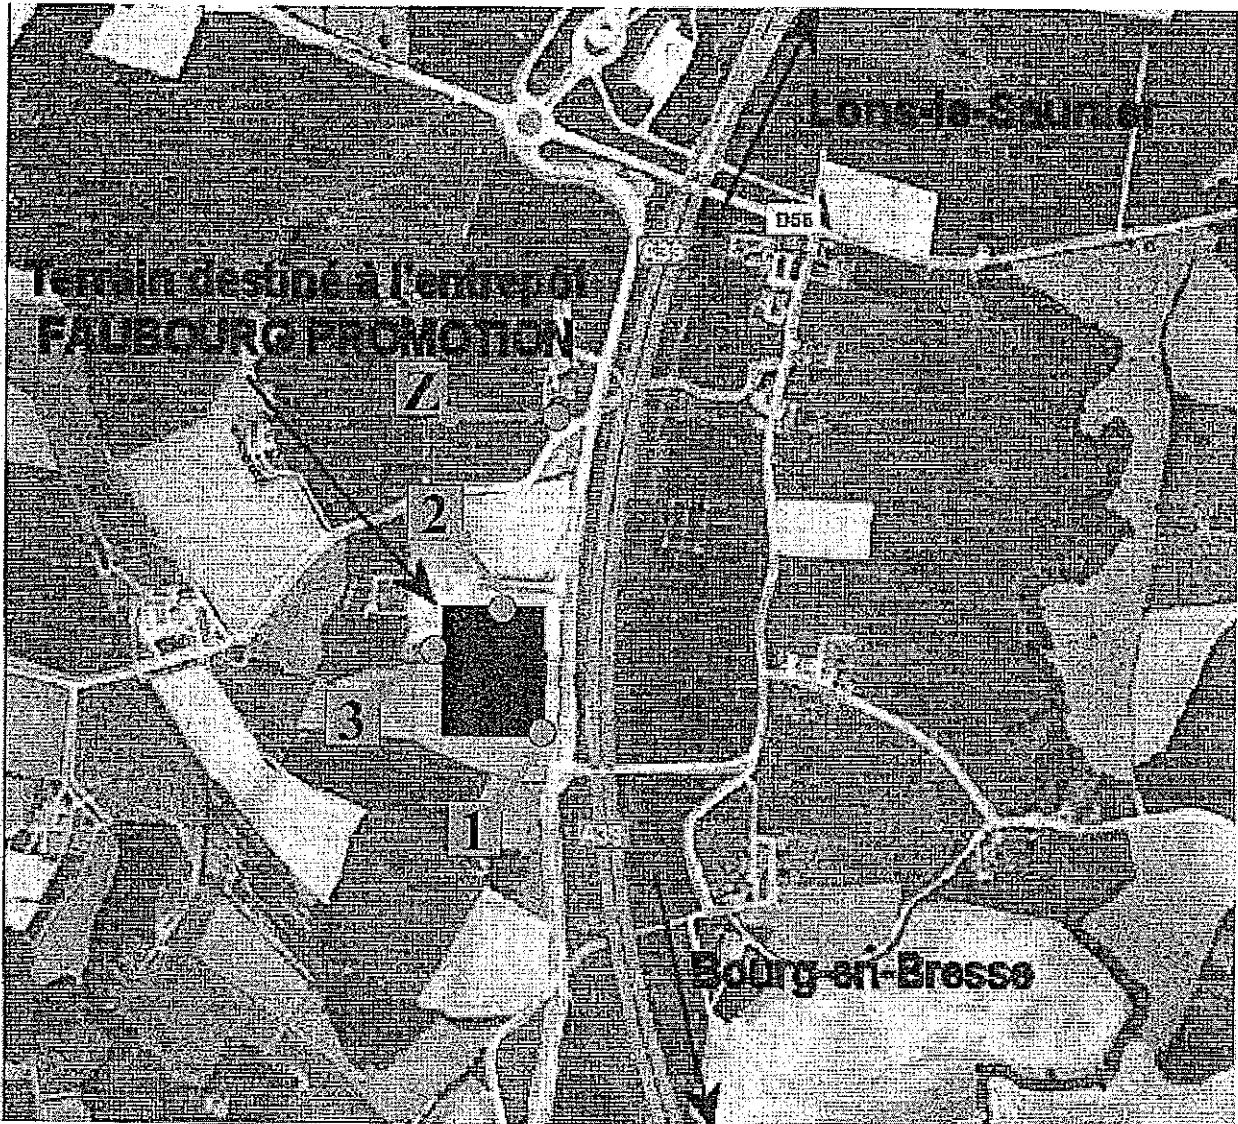 Lons-le-Saunier
D56
Terrain destiné à l'entrepôt
FAUBOURG PROMOTION
Z
2
3
1
Bourg-en-Bresse